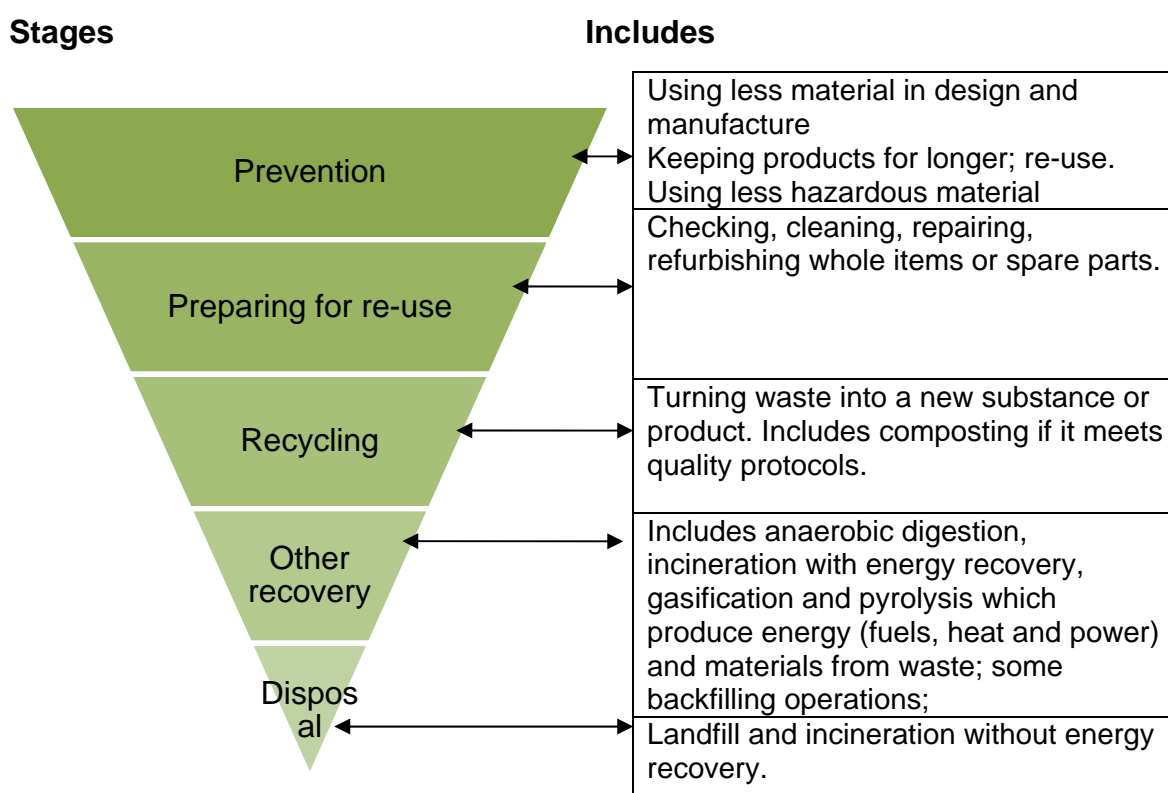 Stages
Includes
Prevention
Using less material in design and
manufacture
Keeping products for longer; re-use.
Using less hazardous material
Preparing for re-use
Checking, cleaning, repairing,
refurbishing whole items or spare parts.
Recycling
Turning waste into a new substance or
product. Includes composting if it meets
quality protocols.
Other
recovery
Includes anaerobic digestion,
incineration with energy recovery,
gasification and pyrolysis which
produce energy (fuels, heat and power)
and materials from waste; some
backfilling operations;
Dispos
al
Landfill and incineration without energy
recovery.